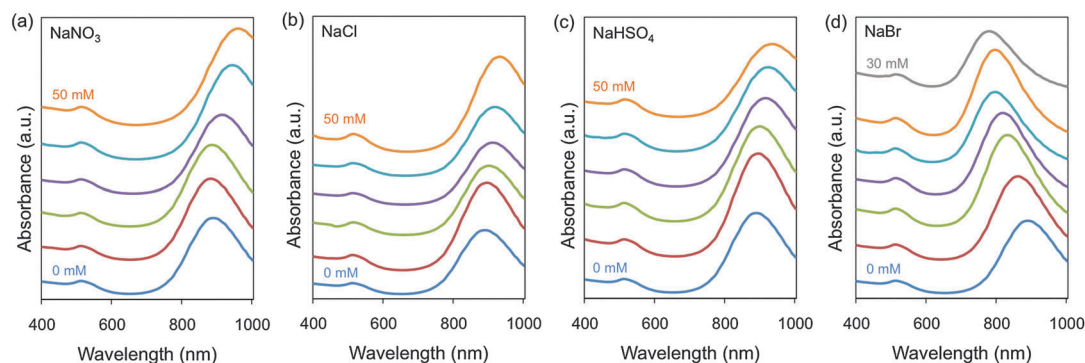 (a)
NaNO3
50 mM
0 mM
Absorbance (a.u.)
400 600 800 1000
Wavelength (nm)
(b)
NaCl
50 mM
0 mM
Absorbance (a.u.)
400 600 800 1000
Wavelength (nm)
(c)
NaHSO4
50 mM
0 mM
Absorbance (a.u.)
400 600 800 1000
Wavelength (nm)
(d)
NaBr
30 mM
0 mM
Absorbance (a.u.)
400 600 800 1000
Wavelength (nm)